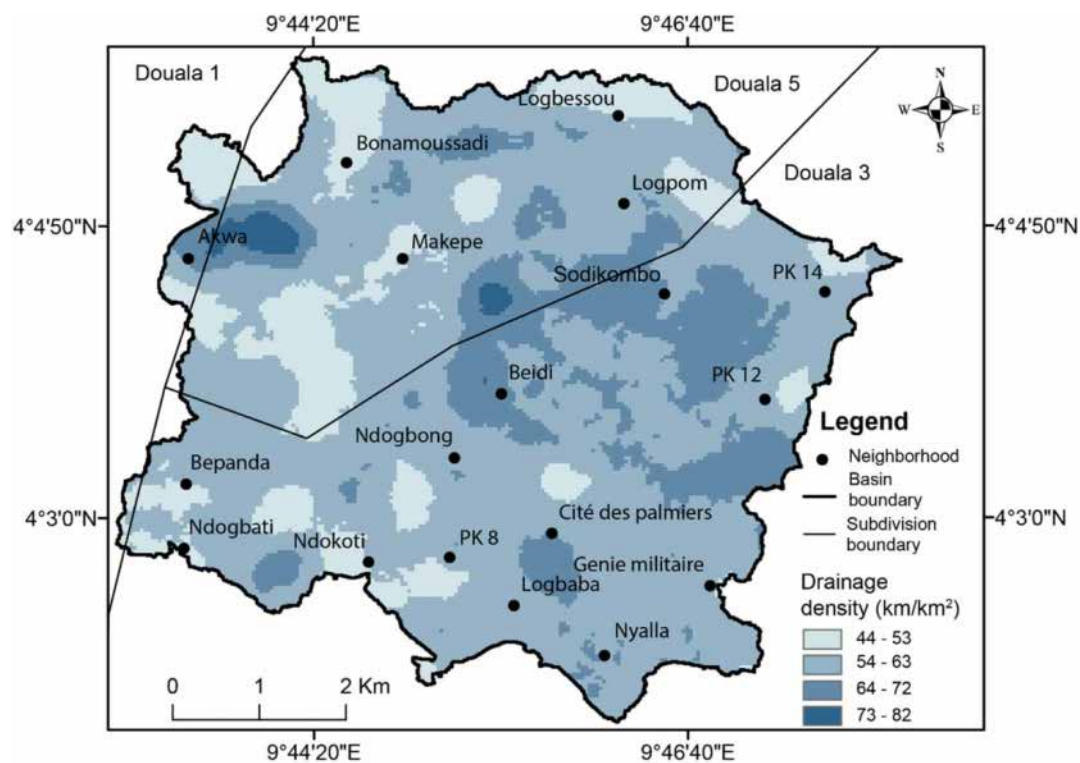 9°44'20"E
9°46'40"E
Douala 1
Douala 5
N
W
E
S
Logbessou
Bonamoussadi
Logpom
Douala 3
4°4'50"N
4°4'50"N
Akwa
Makepe
Sodikombo
PK 14
Beidi
PK 12
Legend
Ndogbong
Neighborhood
Bepanda
Basin
boundary
4°3'0"N
4°3'0"N
Cité des palmiers
Subdivision
boundary
Ndogbati
Ndokoti
PK 8
Genie militaire
Logbaba
Drainage
density (km/km²)
Nyalla
44 - 53
54 - 63
64 - 72
73 - 82
0 1 2 Km
9°44'20"E
9°46'40"E